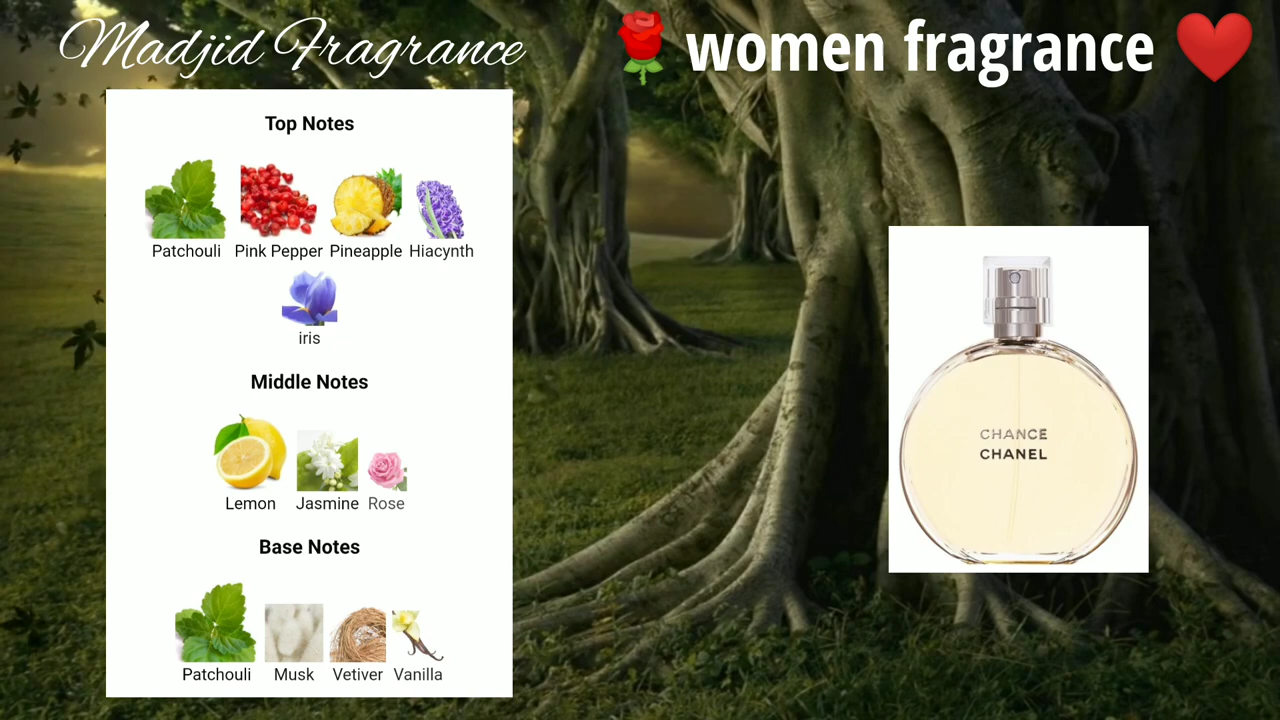 Madjid Fragrance
🌹 women fragrance ❤️
Top Notes
Patchouli Pink Pepper Pineapple Hiacynth
iris
Middle Notes
Lemon Jasmine Rose
Base Notes
Patchouli Musk Vetiver Vanilla
CHANCE
CHANEL